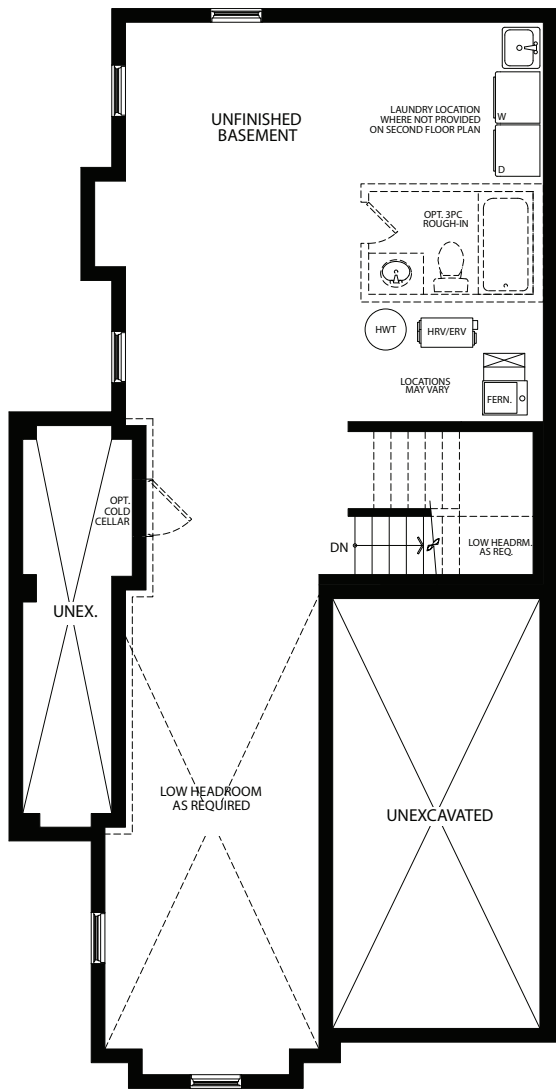 UNFINISHED
BASEMENT
LAUNDRY LOCATION
WHERE NOT PROVIDED
ON SECOND FLOOR PLAN
W
D
OPT. 3PC
ROUGH-IN
HWT
HRV/ERV
LOCATIONS
MAY VARY
FERN.
OPT.
COLD
CELLAR
DN
LOW HEADRM.
AS REQ.
UNEX.
LOW HEADROOM
AS REQUIRED
UNEXCAVATED